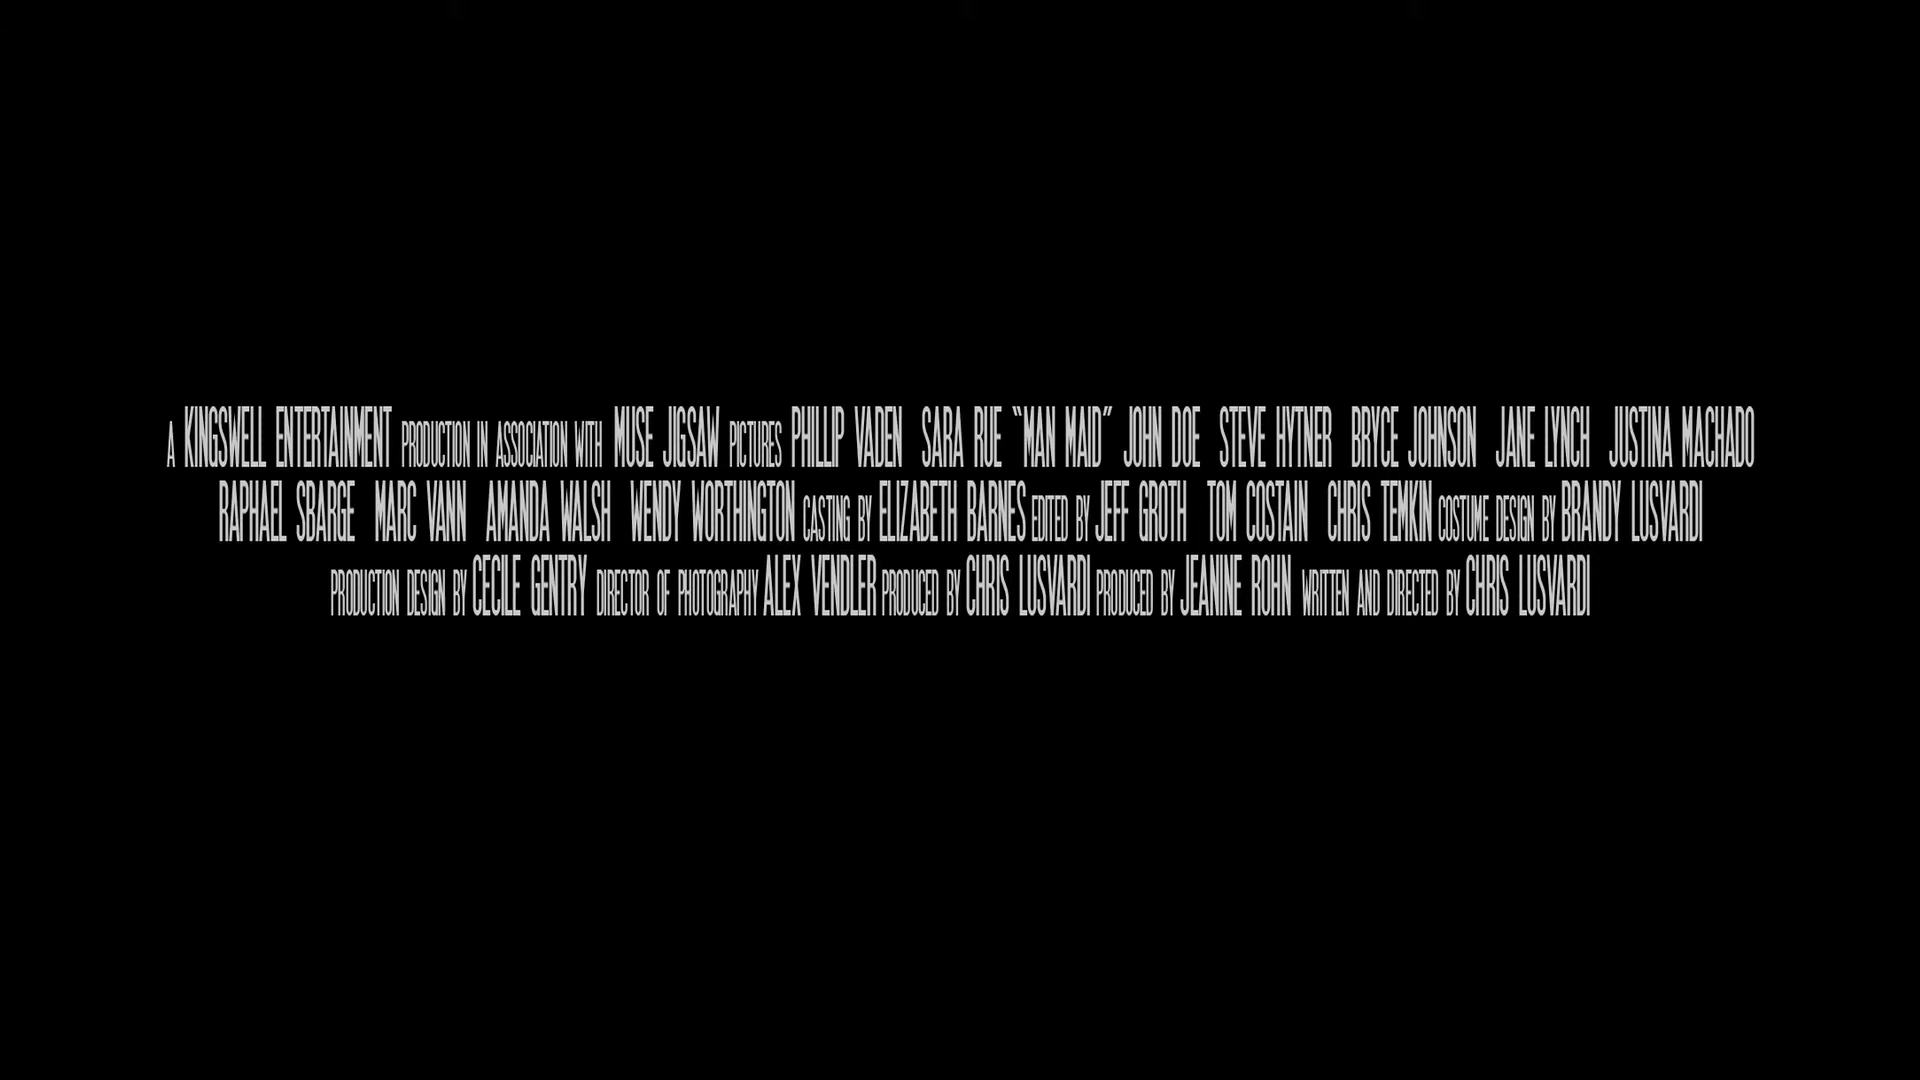 A KINGSWELL ENTERTAINMENT PRODUCTION IN ASSOCIATION WITH MUSE JIGSAW PICTURES PHILLIP VADEN SARA RUE “MAN MAID” JOHN DOE STEVE HYTNER BRYCE JOHNSON JANE LYNCH JUSTINA MACHADO
RAPHAEL SBARGE MARC VANN AMANDA WALSH WENDY WORTHINGTON CASTING BY ELIZABETH BARNES EDITED BY JEFF GROTH TOM COSTAIN CHRIS TEMKIN COSTUME DESIGN BY BRANDY LUSVARDI
PRODUCTION DESIGN BY CECILE GENTRY DIRECTOR OF PHOTOGRAPHY ALEX VENDLER PRODUCED BY CHRIS LUSVARDI PRODUCED BY JEANINE ROHN WRITTEN AND DIRECTED BY CHRIS LUSVARDI